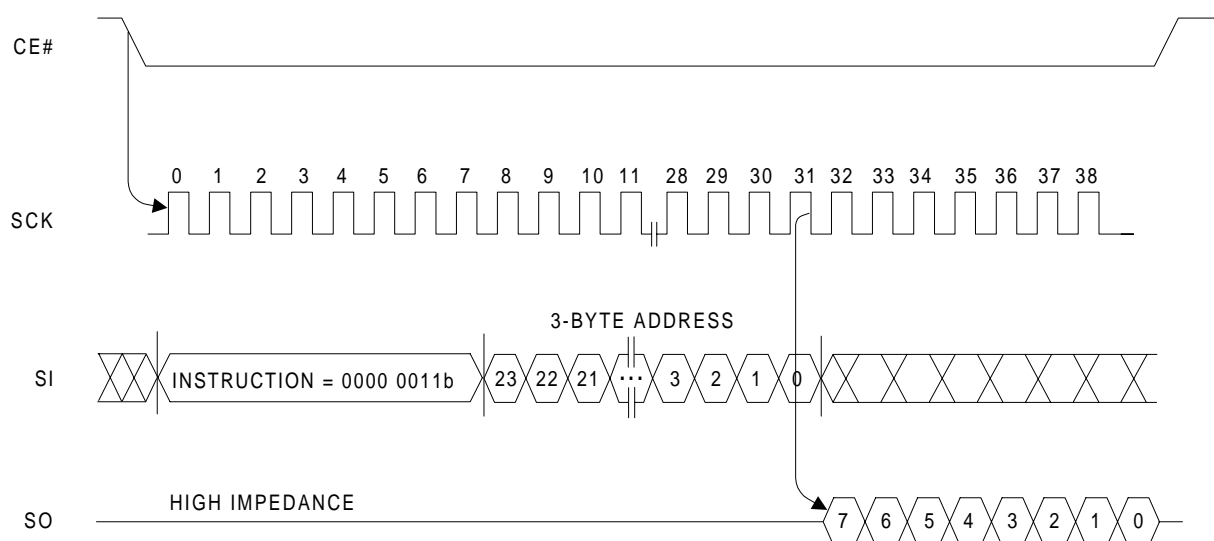 CE#
0 1 2 3 4 5 6 7 8 9 10 11 28 29 30 31 32 33 34 35 36 37 38
SCK
3-BYTE ADDRESS
SI INSTRUCTION = 0000 0011b 23 22 21 ... 3 2 1 0
HIGH IMPEDANCE
SO 7 6 5 4 3 2 1 0